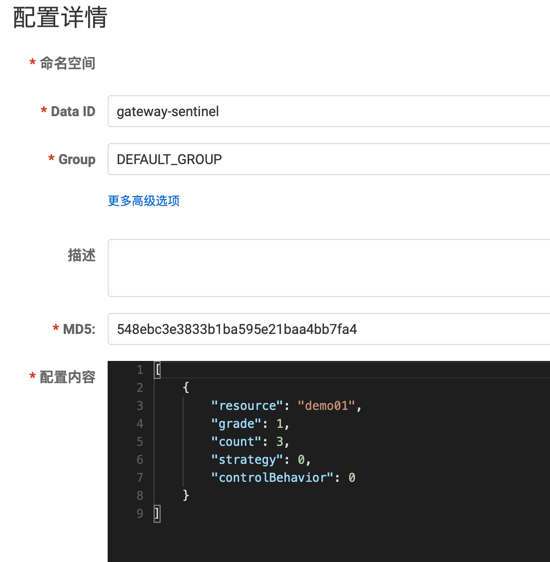 配置详情
* 命名空间
* Data ID gateway-sentinel
* Group DEFAULT_GROUP
更多高级选项
描述
* MD5: 548ebc3e3833b1ba595e21baa4bb7fa4
* 配置内容
1 [
2 {
3 "resource": "demo01",
4 "grade": 1,
5 "count": 3,
6 "strategy": 0,
7 "controlBehavior": 0
8 }
9 ]